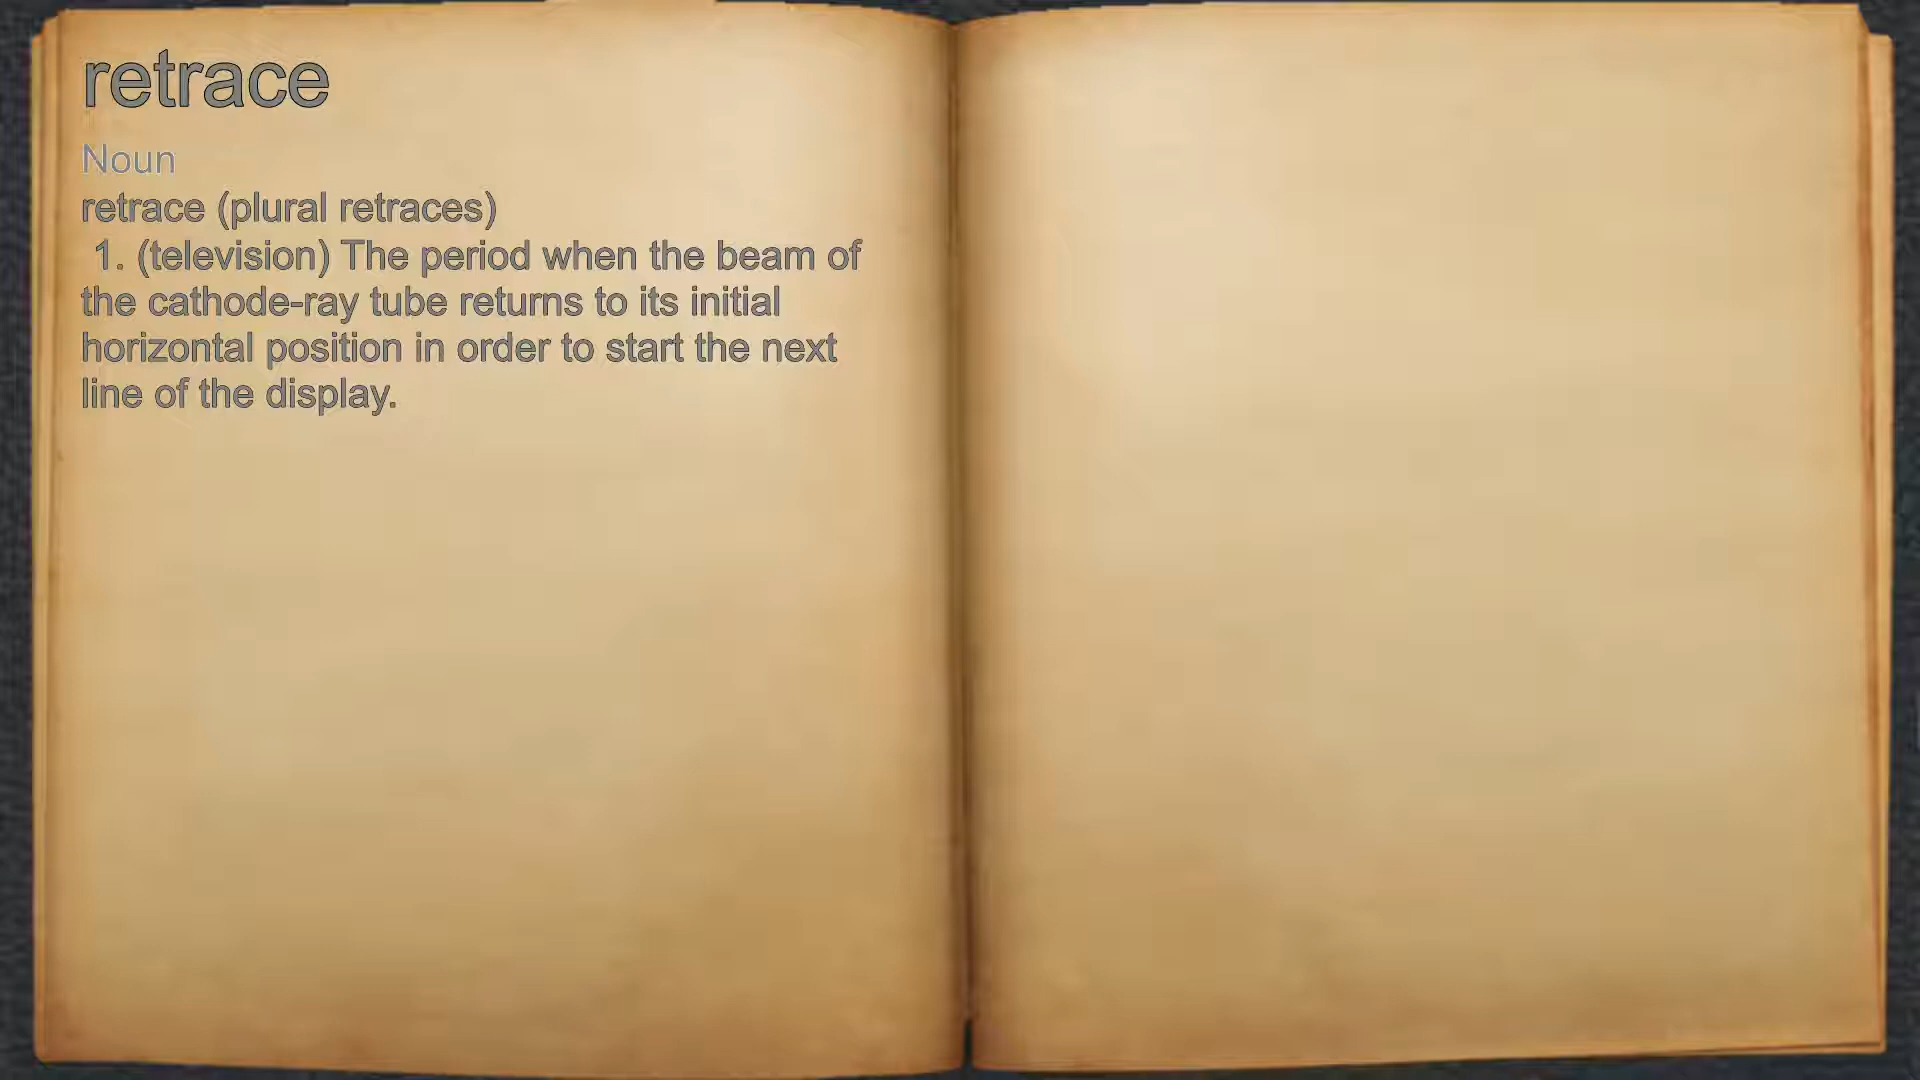 retrace
Noun
retrace (plural retraces)
1. (television) The period when the beam of
the cathode-ray tube returns to its initial
horizontal position in order to start the next
line of the display.